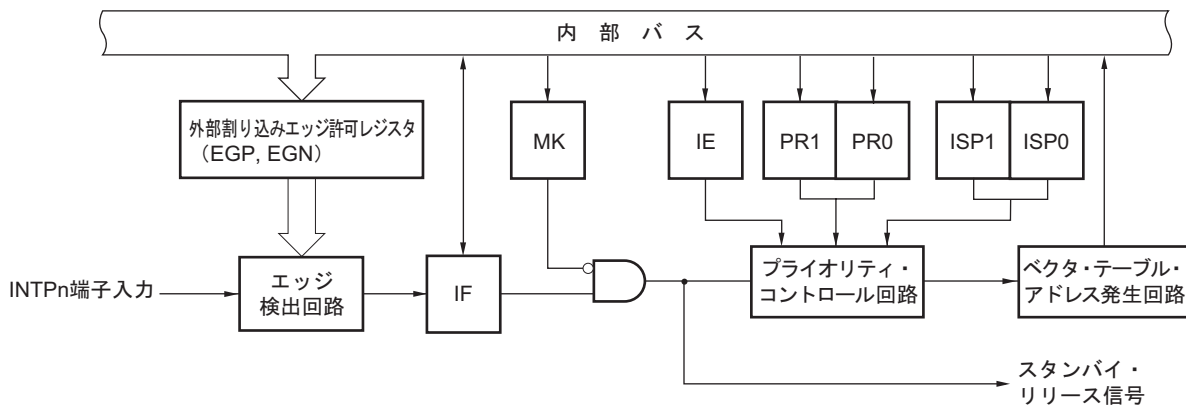 内部バス
外部割り込みエッジ許可レジスタ
（EGP, EGN）
MK
IE
PR1
PR0
ISP1
ISP0
INTPn端子入力
エッジ
検出回路
IF
プライオリティ・
コントロール回路
ベクタ・テーブル・
アドレス発生回路
スタンバイ・
リリース信号